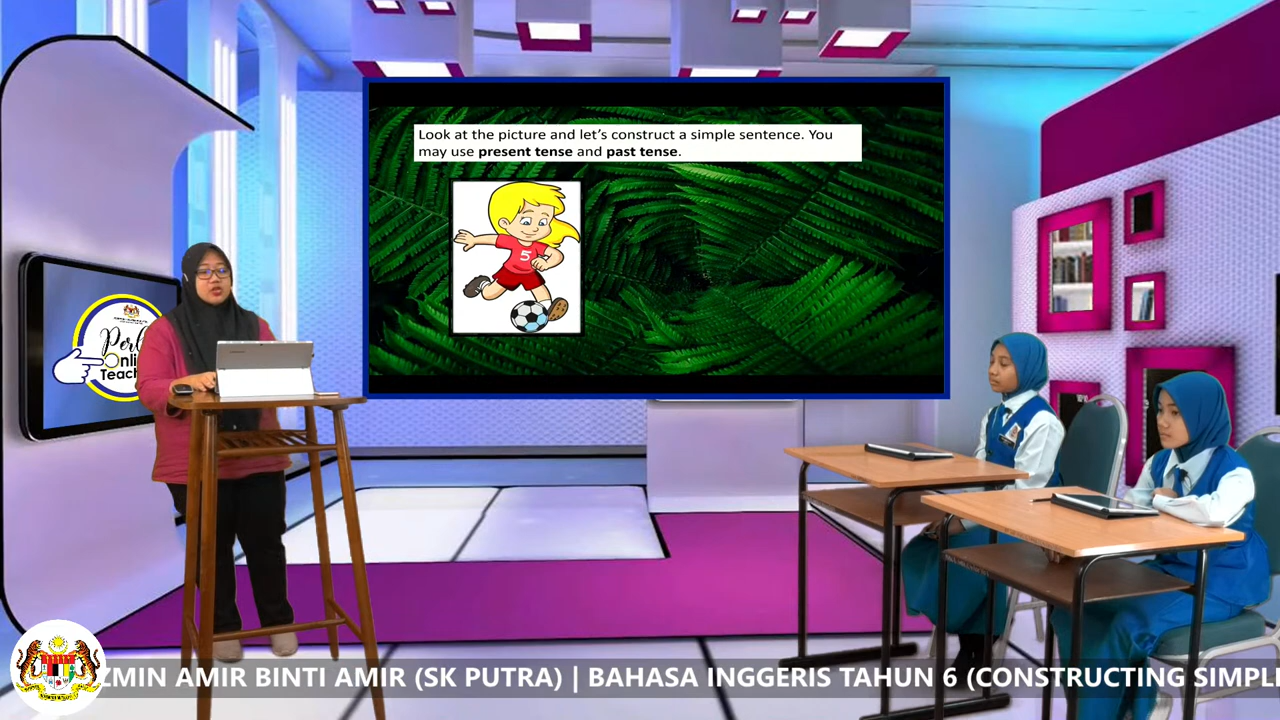 Look at the picture and let's construct a simple sentence. You
may use present tense and past tense.
5
Online
ZMIN AMIR BINTI AMIR (SK PUTRA) | BAHASA INGGERIS TAHUN 6 (CONSTRUCTING SIMPL